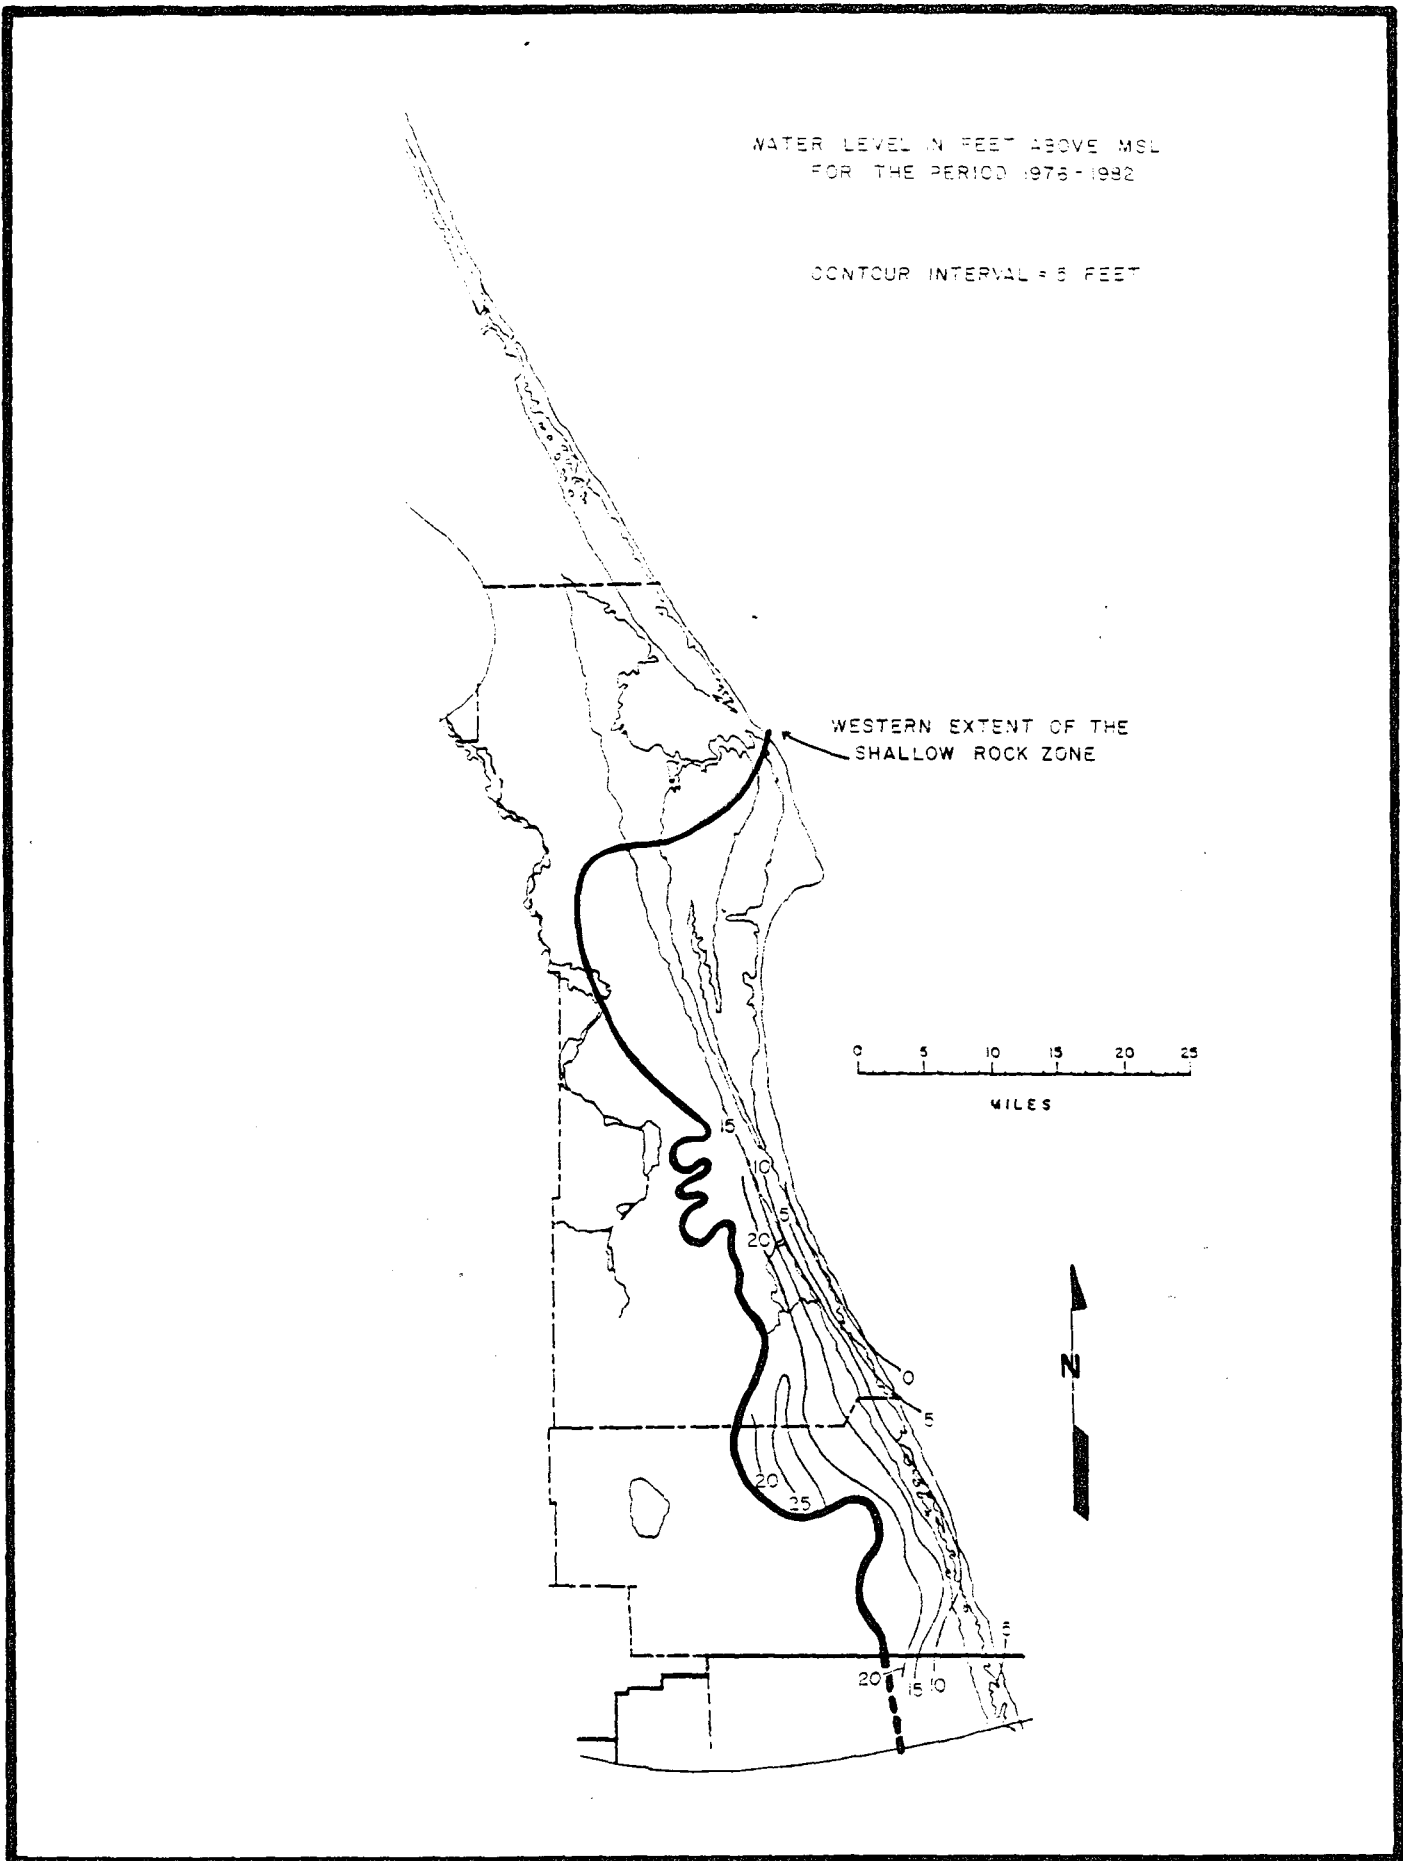 WATER LEVEL IN FEET ABOVE MSL
FOR THE PERIOD 1976-1982
CONTOUR INTERVAL = 5 FEET
WESTERN EXTENT OF THE
SHALLOW ROCK ZONE
0 5 10 15 20 25
MILES
15
10
5
20
N
0
5
20
25
5
20
15
10